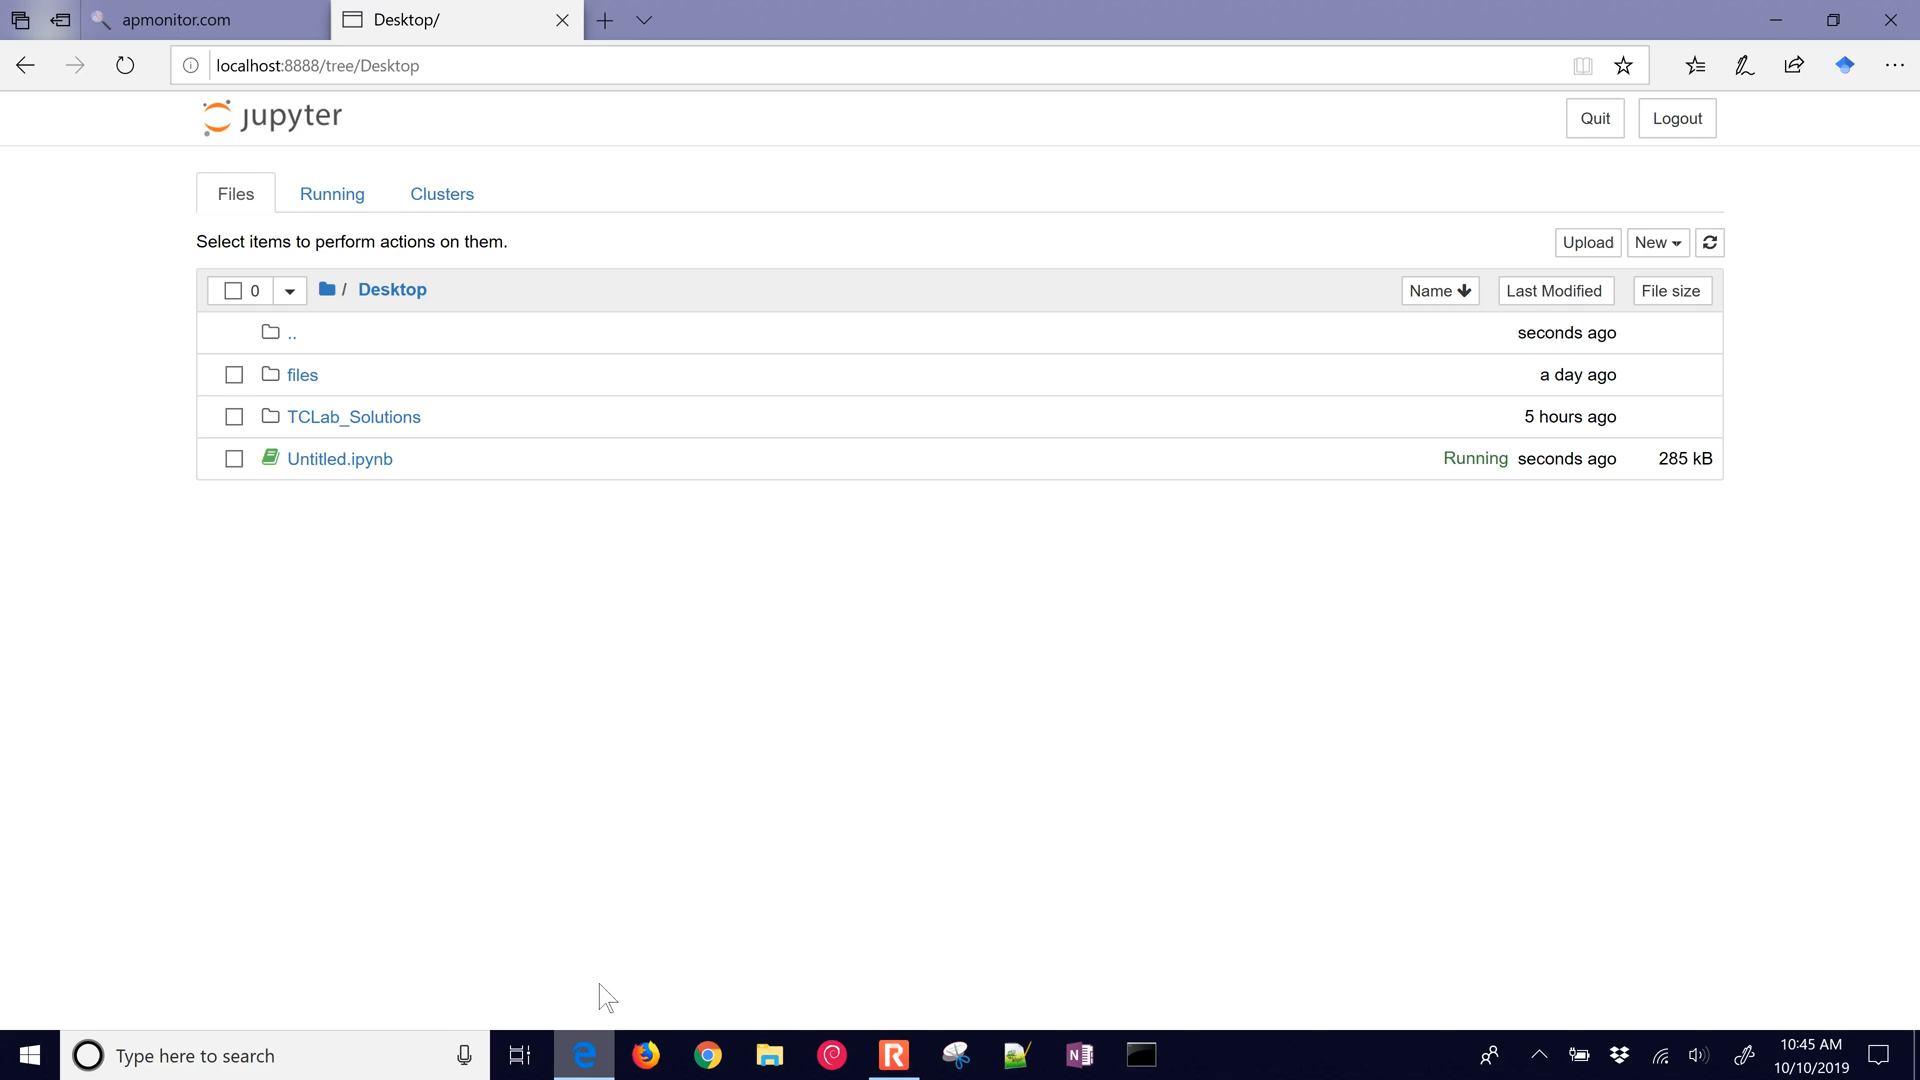 apmonitor.com
Desktop/
localhost:8888/tree/Desktop
jupyter
Quit
Logout
Files
Running
Clusters
Select items to perform actions on them.
Upload
New
0
/ Desktop
Name
Last Modified
File size
..
seconds ago
files
a day ago
TCLab_Solutions
5 hours ago
Untitled.ipynb
Running seconds ago
285 kB
Type here to search
10:45 AM
10/10/2019